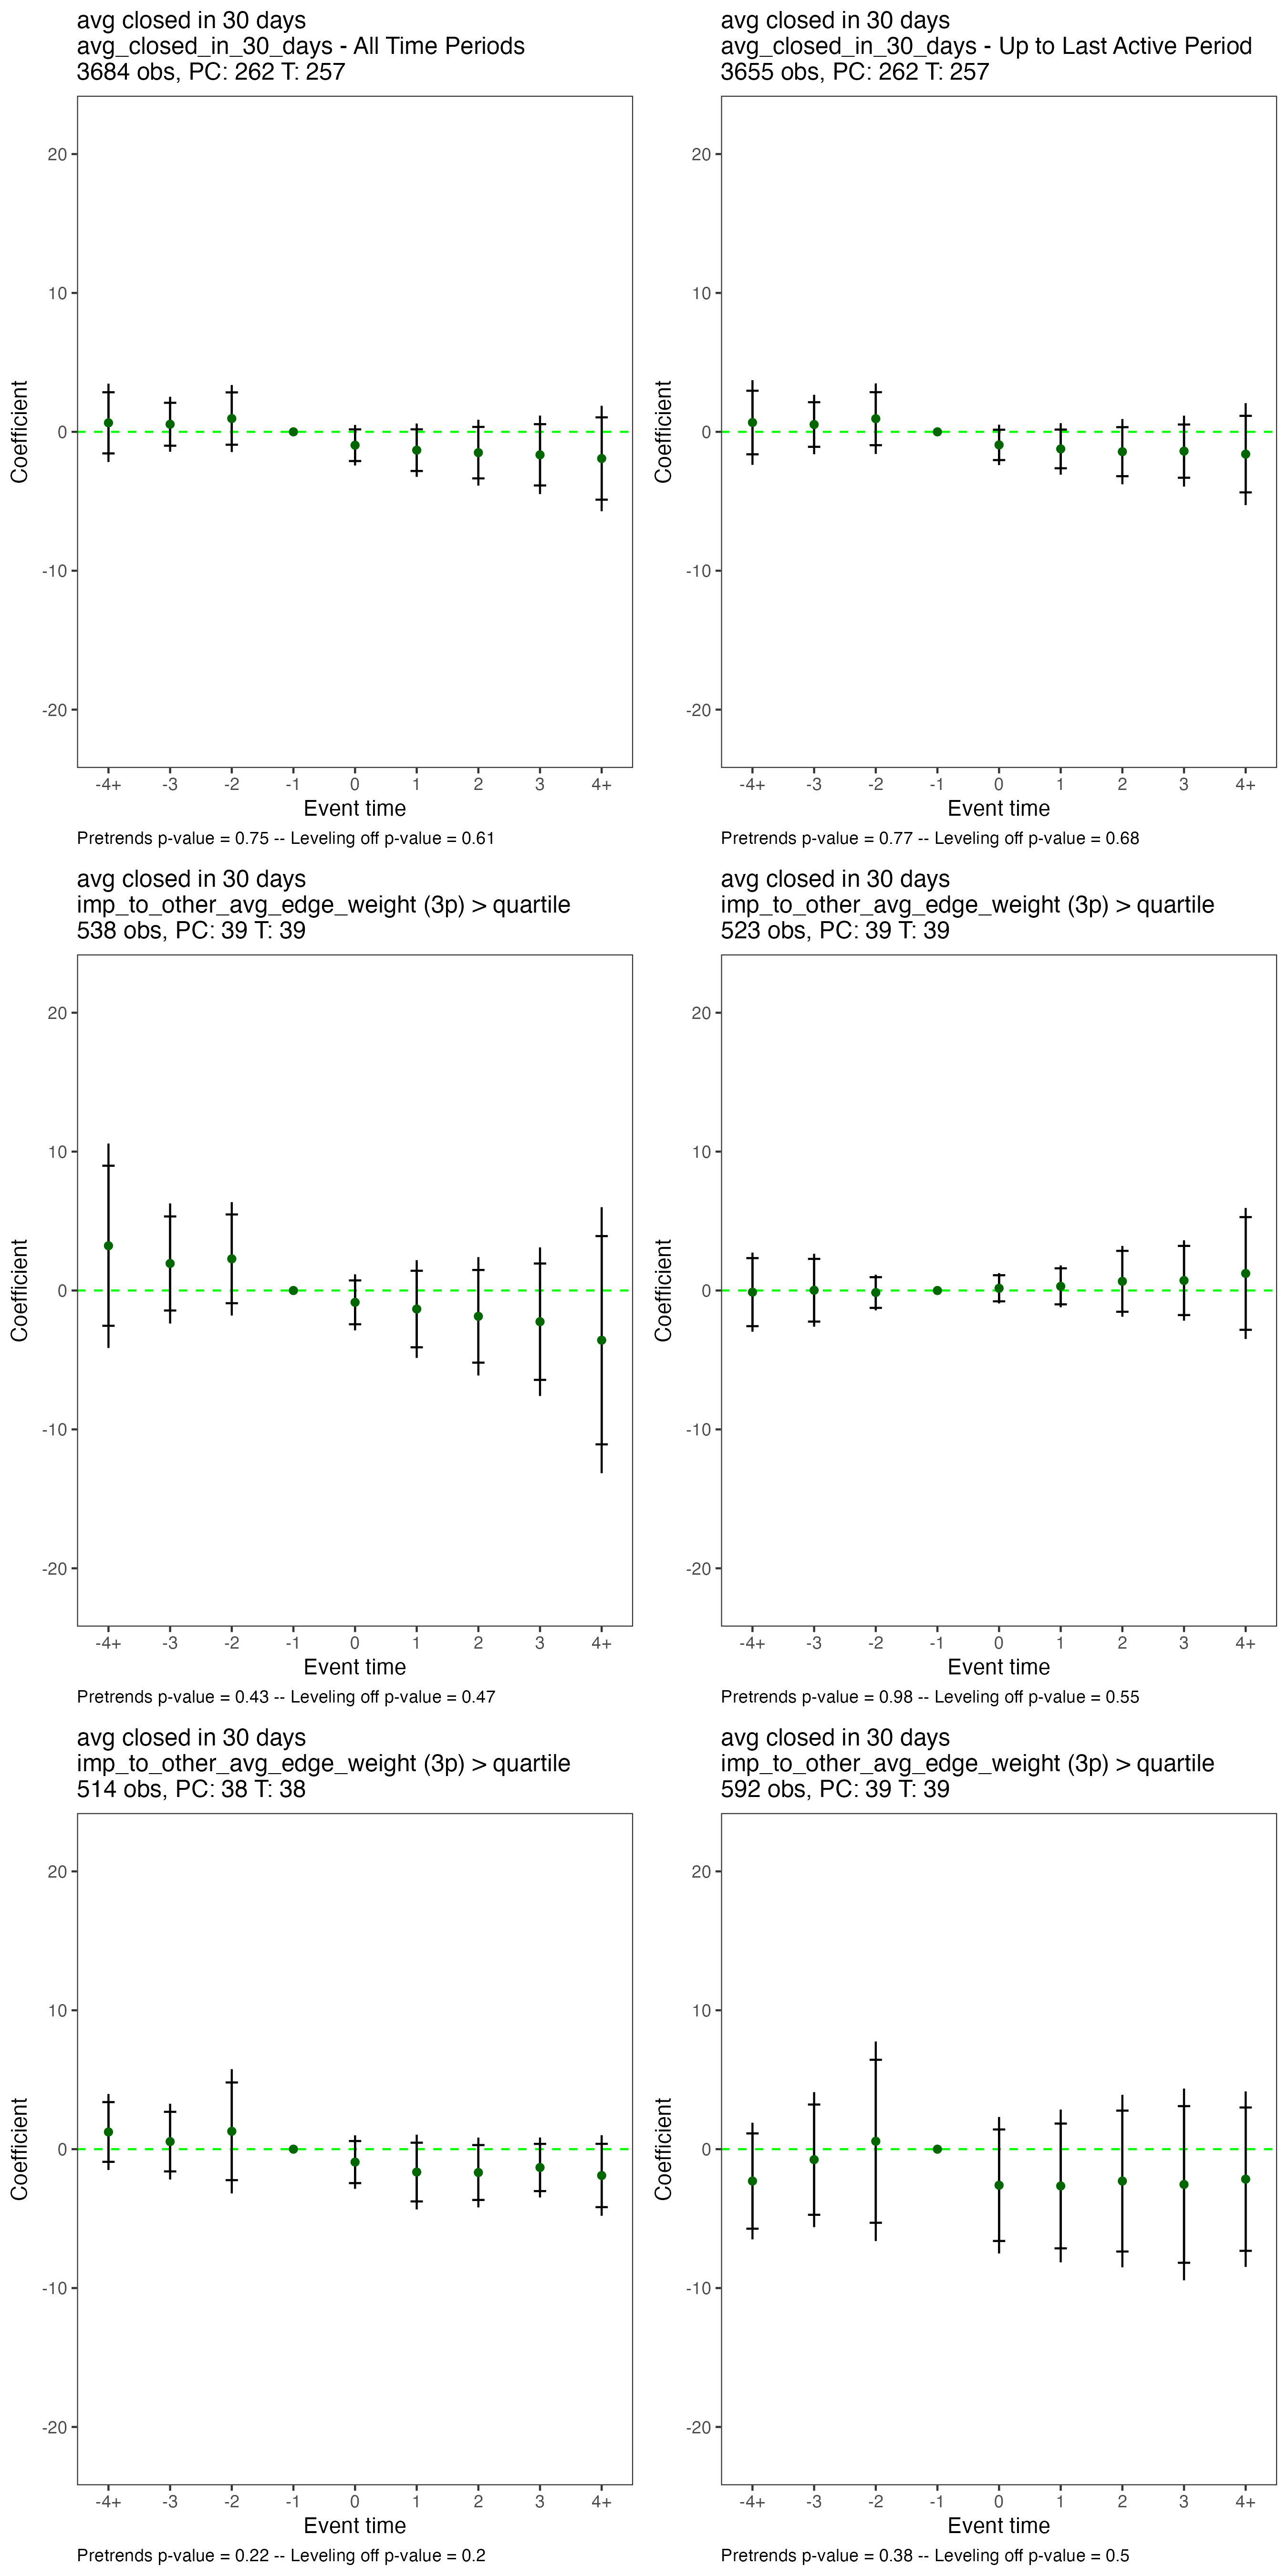 avg closed in 30 days
avg_closed_in_30_days - All Time Periods
3684 obs, PC: 262 T: 257
20
10
0
-10
-20
Coefficient
-4+ -3 -2 -1 0 1 2 3 4+
Event time
Pretrends p-value = 0.75 -- Leveling off p-value = 0.61
avg closed in 30 days
avg_closed_in_30_days - Up to Last Active Period
3655 obs, PC: 262 T: 257
20
10
0
-10
-20
Coefficient
-4+ -3 -2 -1 0 1 2 3 4+
Event time
Pretrends p-value = 0.77 -- Leveling off p-value = 0.68
avg closed in 30 days
imp_to_other_avg_edge_weight (3p) > quartile
538 obs, PC: 39 T: 39
20
10
0
-10
-20
Coefficient
-4+ -3 -2 -1 0 1 2 3 4+
Event time
Pretrends p-value = 0.43 -- Leveling off p-value = 0.47
avg closed in 30 days
imp_to_other_avg_edge_weight (3p) > quartile
523 obs, PC: 39 T: 39
20
10
0
-10
-20
Coefficient
-4+ -3 -2 -1 0 1 2 3 4+
Event time
Pretrends p-value = 0.98 -- Leveling off p-value = 0.55
avg closed in 30 days
imp_to_other_avg_edge_weight (3p) > quartile
514 obs, PC: 38 T: 38
20
10
0
-10
-20
Coefficient
-4+ -3 -2 -1 0 1 2 3 4+
Event time
Pretrends p-value = 0.22 -- Leveling off p-value = 0.2
avg closed in 30 days
imp_to_other_avg_edge_weight (3p) > quartile
592 obs, PC: 39 T: 39
20
10
0
-10
-20
Coefficient
-4+ -3 -2 -1 0 1 2 3 4+
Event time
Pretrends p-value = 0.38 -- Leveling off p-value = 0.5